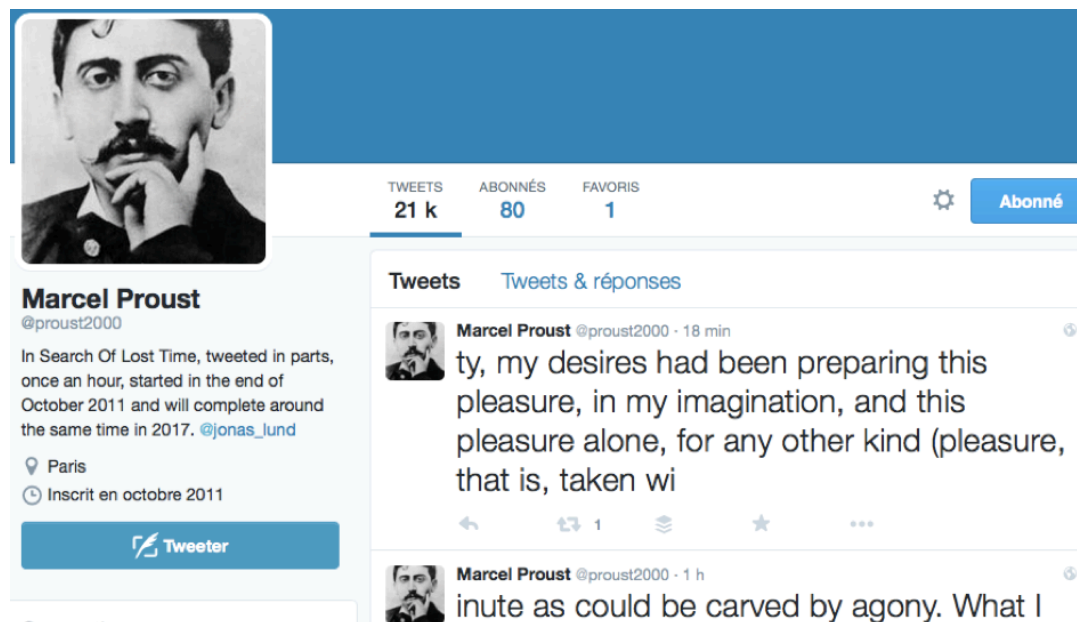 TWEETS ABONNÉS FAVORIS
21 k 80 1
Abonné
Marcel Proust
@proust2000
In Search Of Lost Time, tweeted in parts,
once an hour, started in the end of
October 2011 and will complete around
the same time in 2017. @jonas_lund
Paris
Inscrit en octobre 2011
Tweeter
Tweets Tweets & réponses
Marcel Proust @proust2000 · 18 min
ty, my desires had been preparing this
pleasure, in my imagination, and this
pleasure alone, for any other kind (pleasure,
that is, taken wi
1
Marcel Proust @proust2000 · 1 h
inute as could be carved by agony. What I